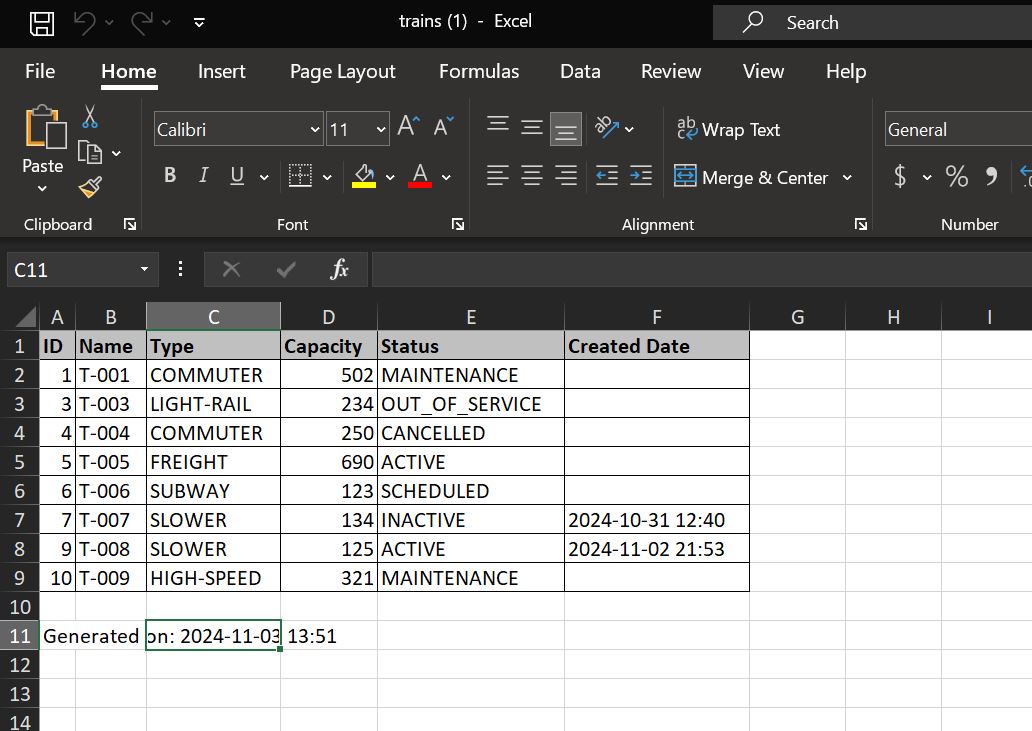 trains (1) - Excel
Search
File Home Insert Page Layout Formulas Data Review View Help
Paste
Calibri 11 A A
B I U A
ab Wrap Text
Merge & Center
General
$ % 9
Clipboard Font Alignment Number
C11 fx
A B C D E F G H I
1 ID Name Type Capacity Status Created Date
2 1 T-001 COMMUTER 502 MAINTENANCE
3 3 T-003 LIGHT-RAIL 234 OUT_OF_SERVICE
4 4 T-004 COMMUTER 250 CANCELLED
5 5 T-005 FREIGHT 690 ACTIVE
6 6 T-006 SUBWAY 123 SCHEDULED
7 7 T-007 SLOWER 134 INACTIVE 2024-10-31 12:40
8 9 T-008 SLOWER 125 ACTIVE 2024-11-02 21:53
9 10 T-009 HIGH-SPEED 321 MAINTENANCE
10
11 Generated on: 2024-11-03 13:51
12
13
14